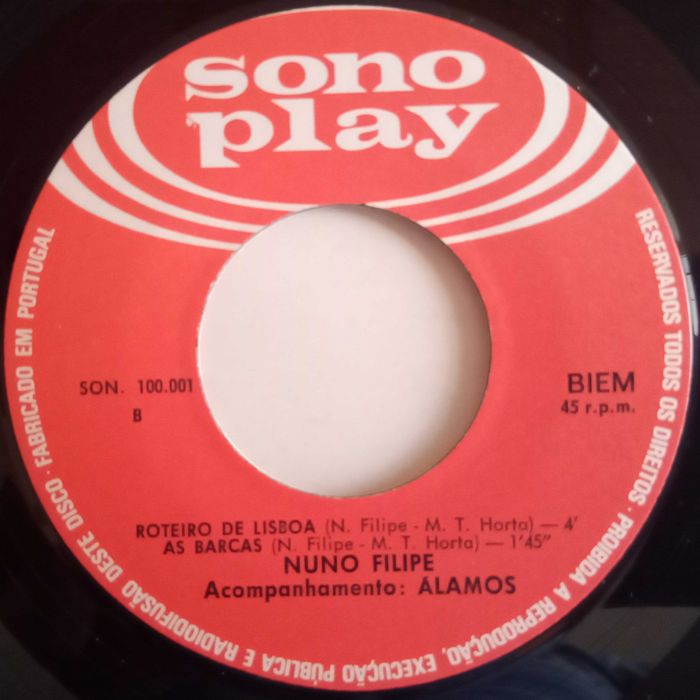 sono
play
SON. 100.001
B
BIEM
45 r.p.m.
ROTEIRO DE LISBOA (N. Filipe - M. T. Horta) — 4'
AS BARCAS (N. Filipe - M. T. Horta) — 1'45"
NUNO FILIPE
Acompanhamento: ÁLAMOS
RESERVADOS TODOS OS DIREITOS · PROIBIDA A REPRODUÇÃO, EXECUÇÃO PÚBLICA E RADIODIFUSÃO DESTE DISCO · FABRICADO EM PORTUGAL